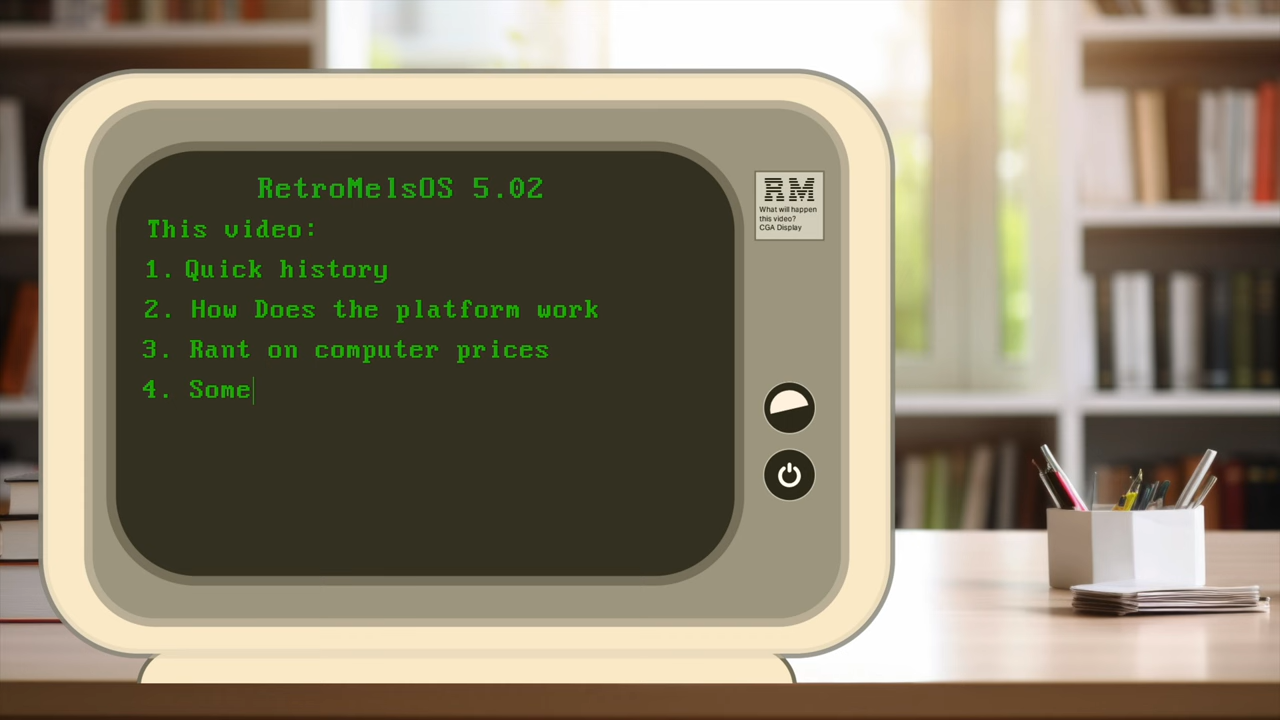 RetroMelsOS 5.02
This video:
1. Quick history
2. How Does the platform work
3. Rant on computer prices
4. Some
RM
What will happen
this video?
CGA Display